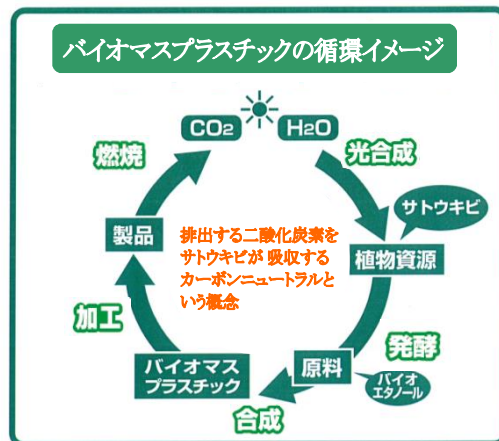 バイオマスプラスチックの循環イメージ
CO2
H2O
燃焼
光合成
サトウキビ
製品
植物資源
排出する二酸化炭素を
サトウキビが 吸収する
カーボンニュートラルと
いう概念
加工
発酵
バイオマス
プラスチック
原料
バイオ
エタノール
合成